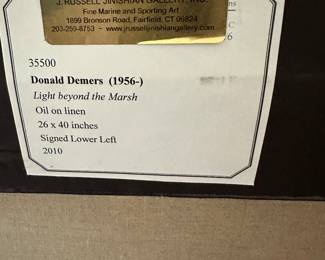 J. RUSSELL JINISHIAN GALLERY, INC.
Fine Marine and Sporting Art
1899 Bronson Road, Fairfield, CT 06824
203-259-8753 ~ www.jrusselljinishiangallery.com
ns
C
6
35500
Donald Demers (1956-)
Light beyond the Marsh
Oil on linen
26 x 40 inches
Signed Lower Left
2010